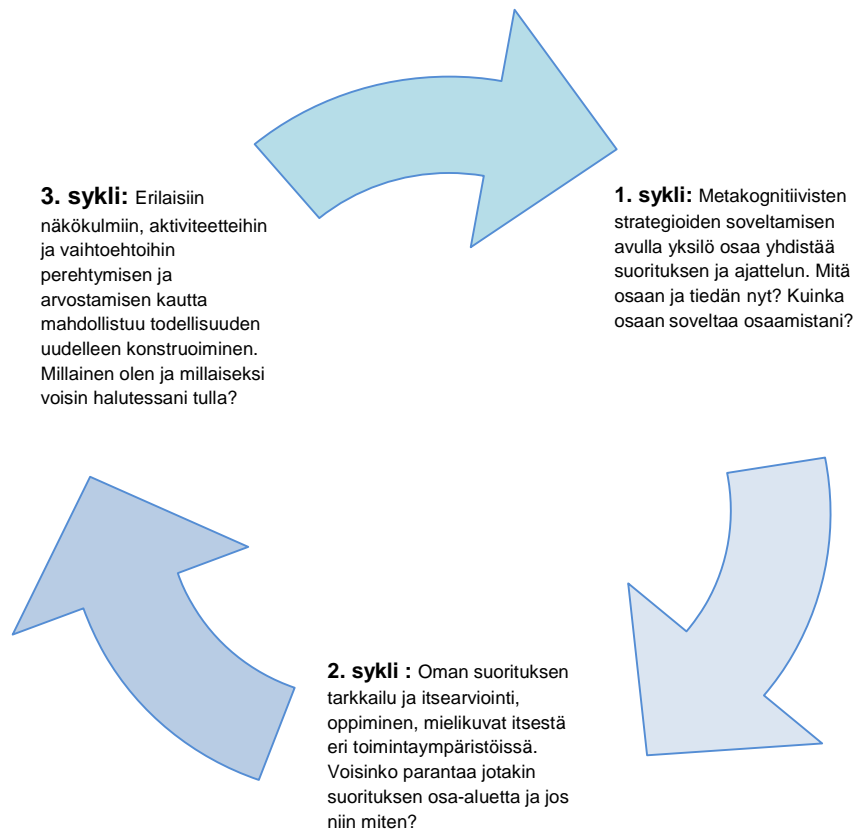 3. sykli: Erilaisiin
näkökulmiin, aktiviteetteihin
ja vaihtoehtoihin
perehtymisen ja
arvostamisen kautta
mahdollistuu todellisuuden
uudelleen konstruoiminen.
Millainen olen ja millaiseksi
voisin halutessani tulla?
1. sykli: Metakognitiivisten
strategioiden soveltamisen
avulla yksilö osaa yhdistää
suorituksen ja ajattelun. Mitä
osaan ja tiedän nyt? Kuinka
osaan soveltaa osaamistani?
2. sykli : Oman suorituksen
tarkkailu ja itsearviointi,
oppiminen, mielikuvat itsestä
eri toimintaympäristöissä.
Voisinko parantaa jotakin
suorituksen osa-aluetta ja jos
niin miten?